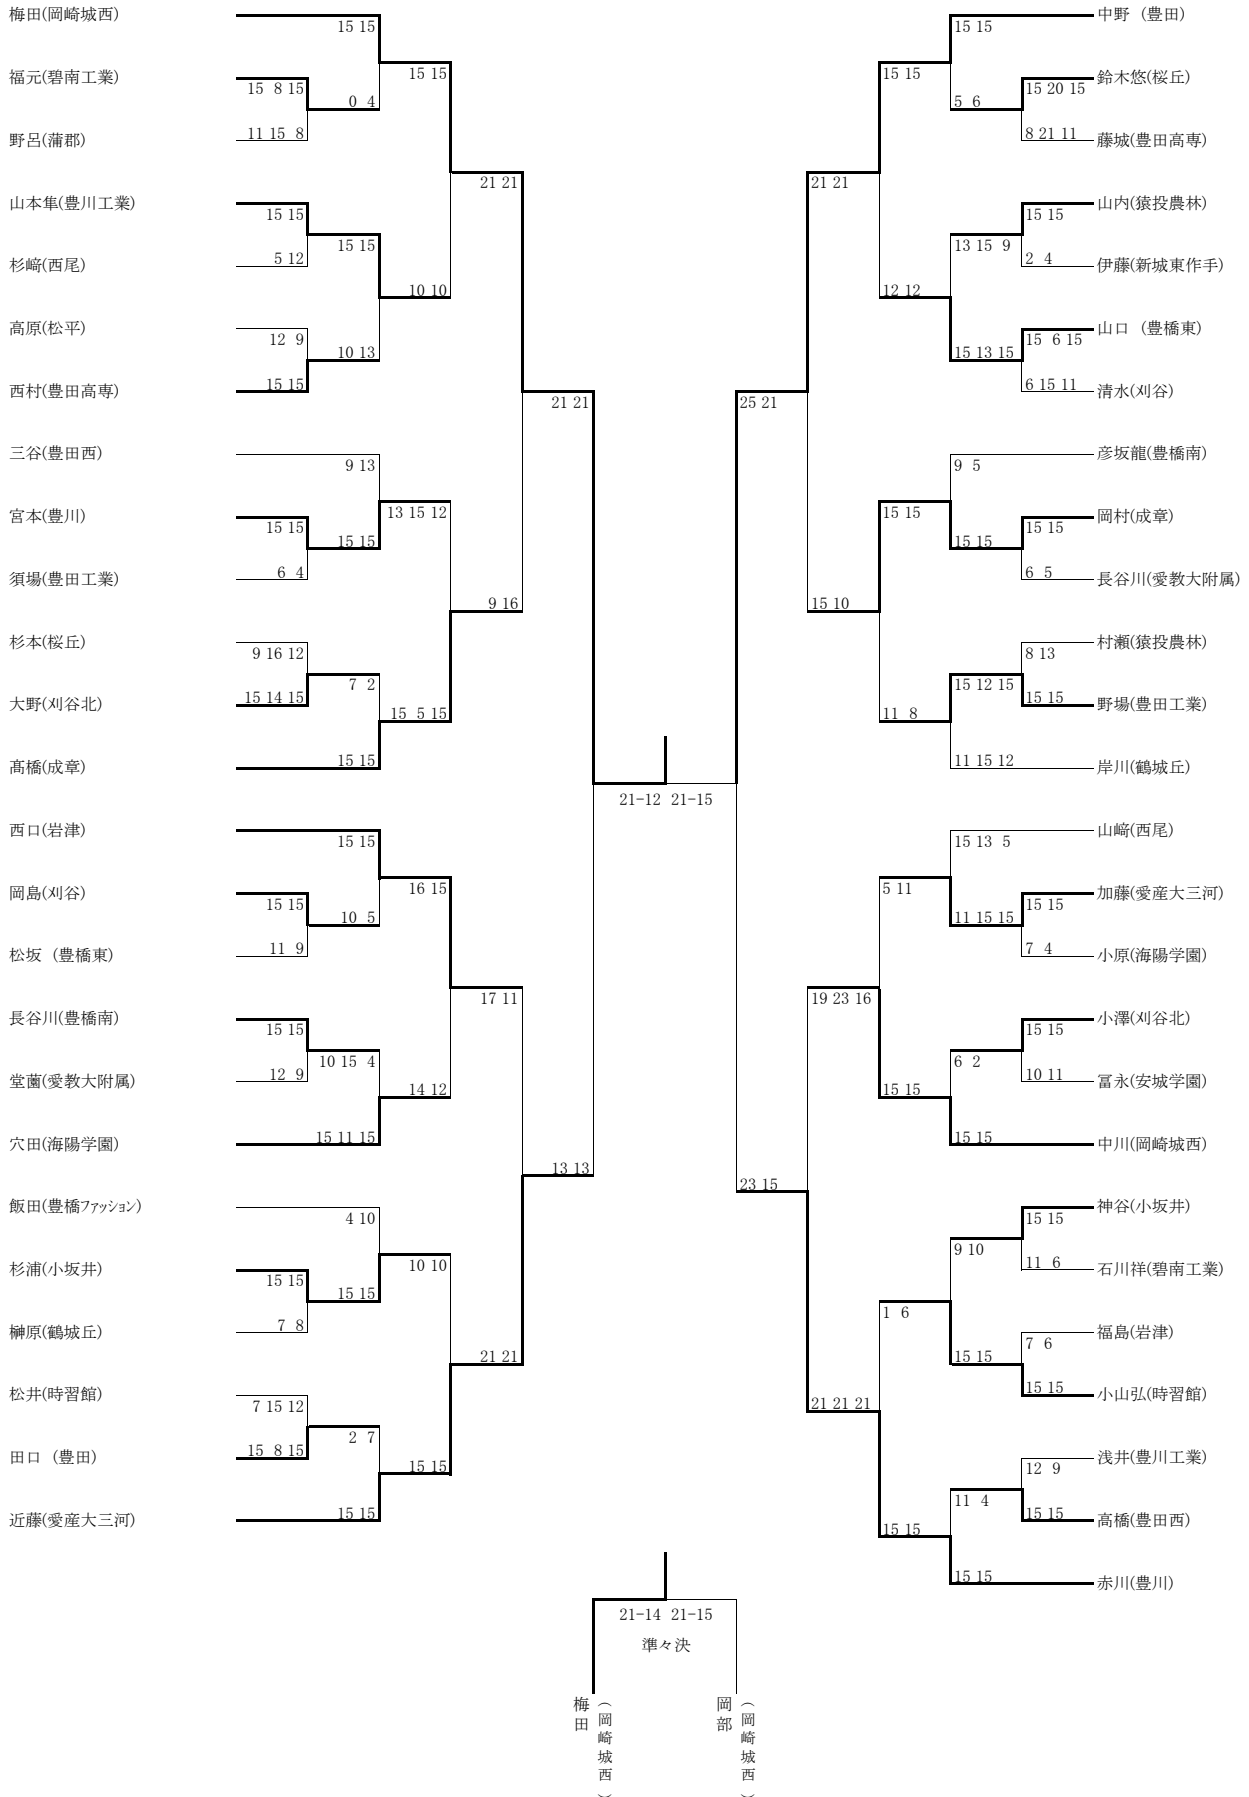 梅田(岡崎城西)
15 15
15 15
福元(碧南工業)
15 8 15
0 4
11 15 8
野呂(蒲郡)
21 21
山本隼(豊川工業)
15 15
15 15
5 12
杉﨑(西尾)
10 10
高原(松平)
12 9
10 13
15 15
西村(豊田高専)
21 21
三谷(豊田西)
9 13
13 15 12
宮本(豊川)
15 15
15 15
6 4
須場(豊田工業)
9 16
杉本(桜丘)
9 16 12
7 2
15 14 15
大野(刈谷北)
15 5 15
15 15
髙橋(成章)
西口(岩津)
15 15
16 15
岡島(刈谷)
15 15
10 5
11 9
松坂 (豊橋東)
17 11
長谷川(豊橋南)
15 15
10 15 4
12 9
堂薗(愛教大附属)
14 12
15 11 15
穴田(海陽学園)
13 13
飯田(豊橋ファッション)
4 10
10 10
杉浦(小坂井)
15 15
15 15
7 8
榊原(鶴城丘)
21 21
松井(時習館)
7 15 12
2 7
15 8 15
田口 (豊田)
15 15
15 15
近藤(愛産大三河)
21-12 21-15
中野 (豊田)
15 15
15 15
鈴木悠(桜丘)
15 20 15
5 6
8 21 11
藤城(豊田高専)
21 21
山内(猿投農林)
15 15
13 15 9
2 4
伊藤(新城東作手)
12 12
山口 (豊橋東)
15 6 15
15 13 15
6 15 11
清水(刈谷)
25 21
彦坂龍(豊橋南)
9 5
15 15
岡村(成章)
15 15
15 15
6 5
長谷川(愛教大附属)
15 10
村瀬(猿投農林)
8 13
15 12 15
15 15
野場(豊田工業)
11 8
11 15 12
岸川(鶴城丘)
山﨑(西尾)
15 13 5
5 11
加藤(愛産大三河)
15 15
11 15 15
7 4
小原(海陽学園)
19 23 16
小澤(刈谷北)
15 15
6 2
10 11
冨永(安城学園)
15 15
15 15
中川(岡崎城西)
23 15
神谷(小坂井)
15 15
9 10
11 6
石川祥(碧南工業)
1 6
福島(岩津)
7 6
15 15
15 15
小山弘(時習館)
21 21 21
浅井(豊川工業)
12 9
11 4
15 15
高橋(豊田西)
15 15
15 15
赤川(豊川)
21-14 21-15
準々決
梅田
(岡崎城西)
岡部
(岡崎城西)